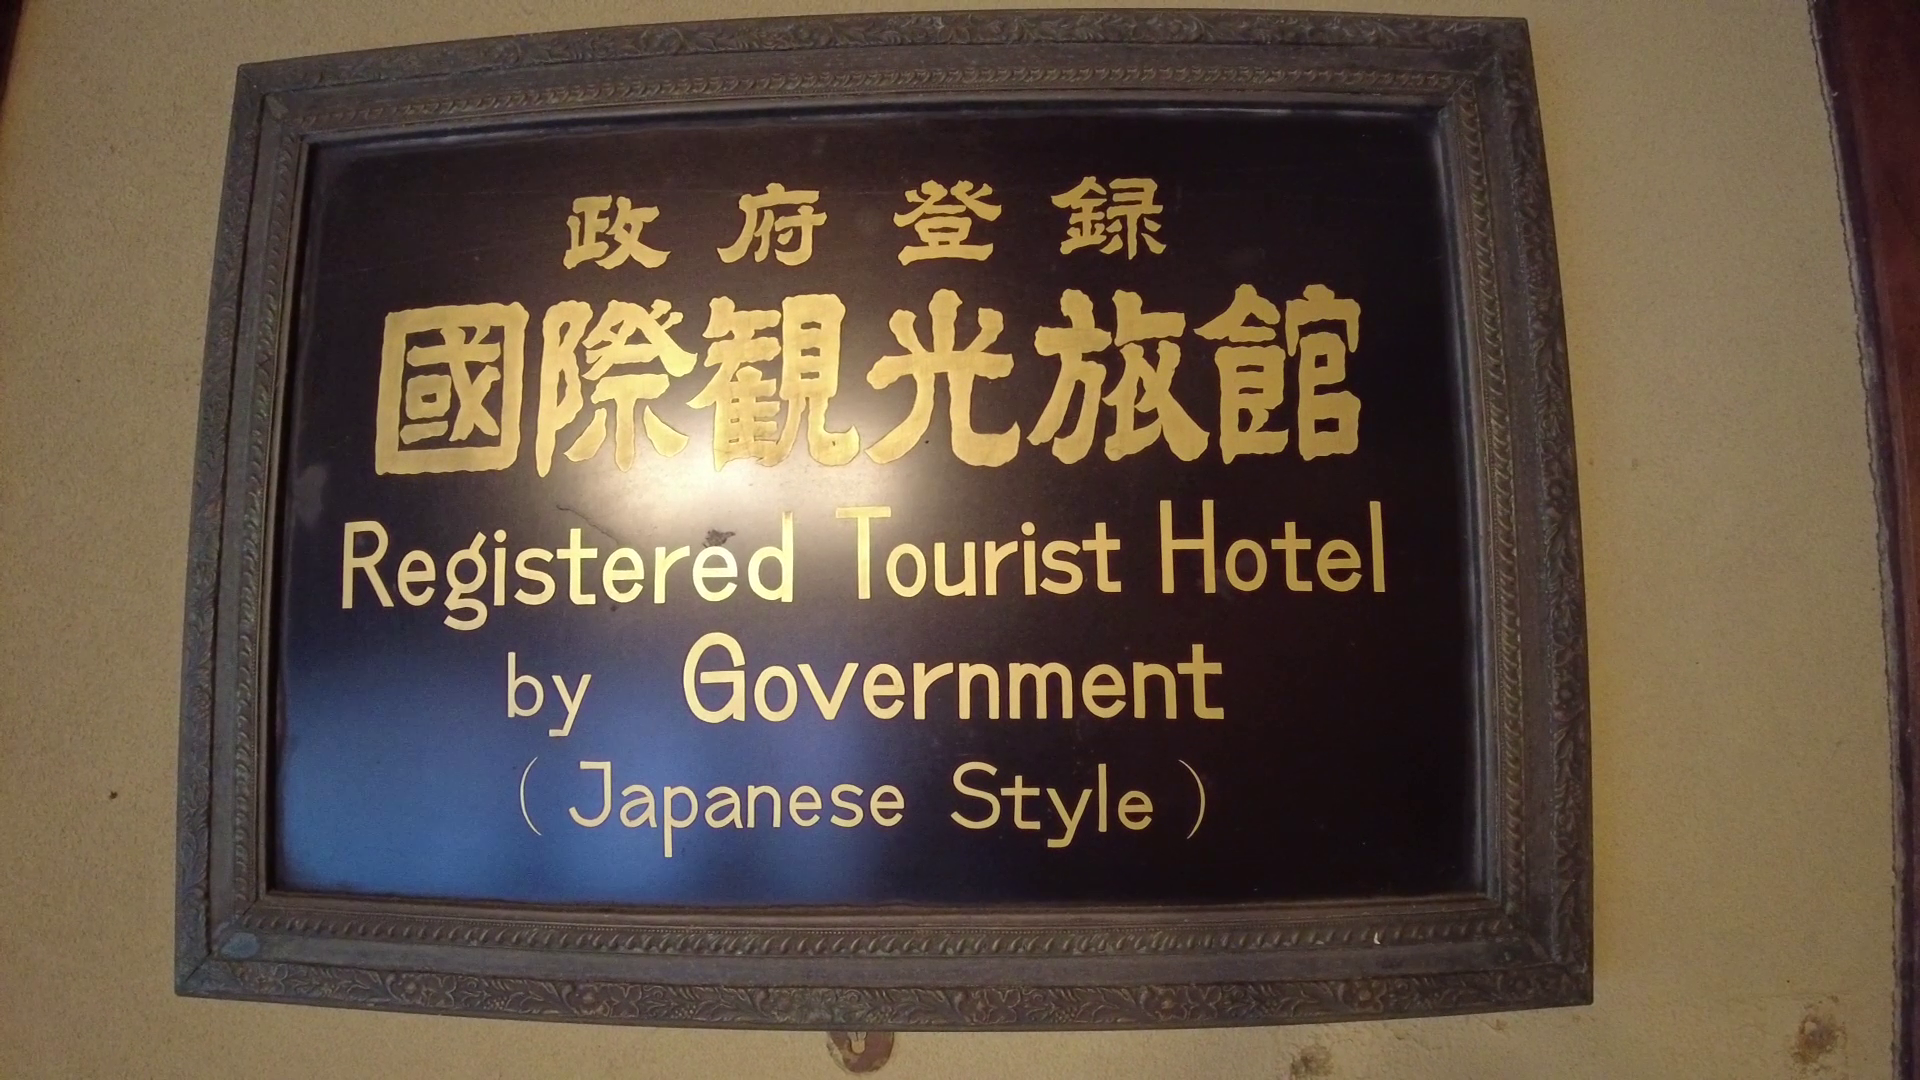 政府登録
國際観光旅館
Registered Tourist Hotel
by Government
(Japanese Style)